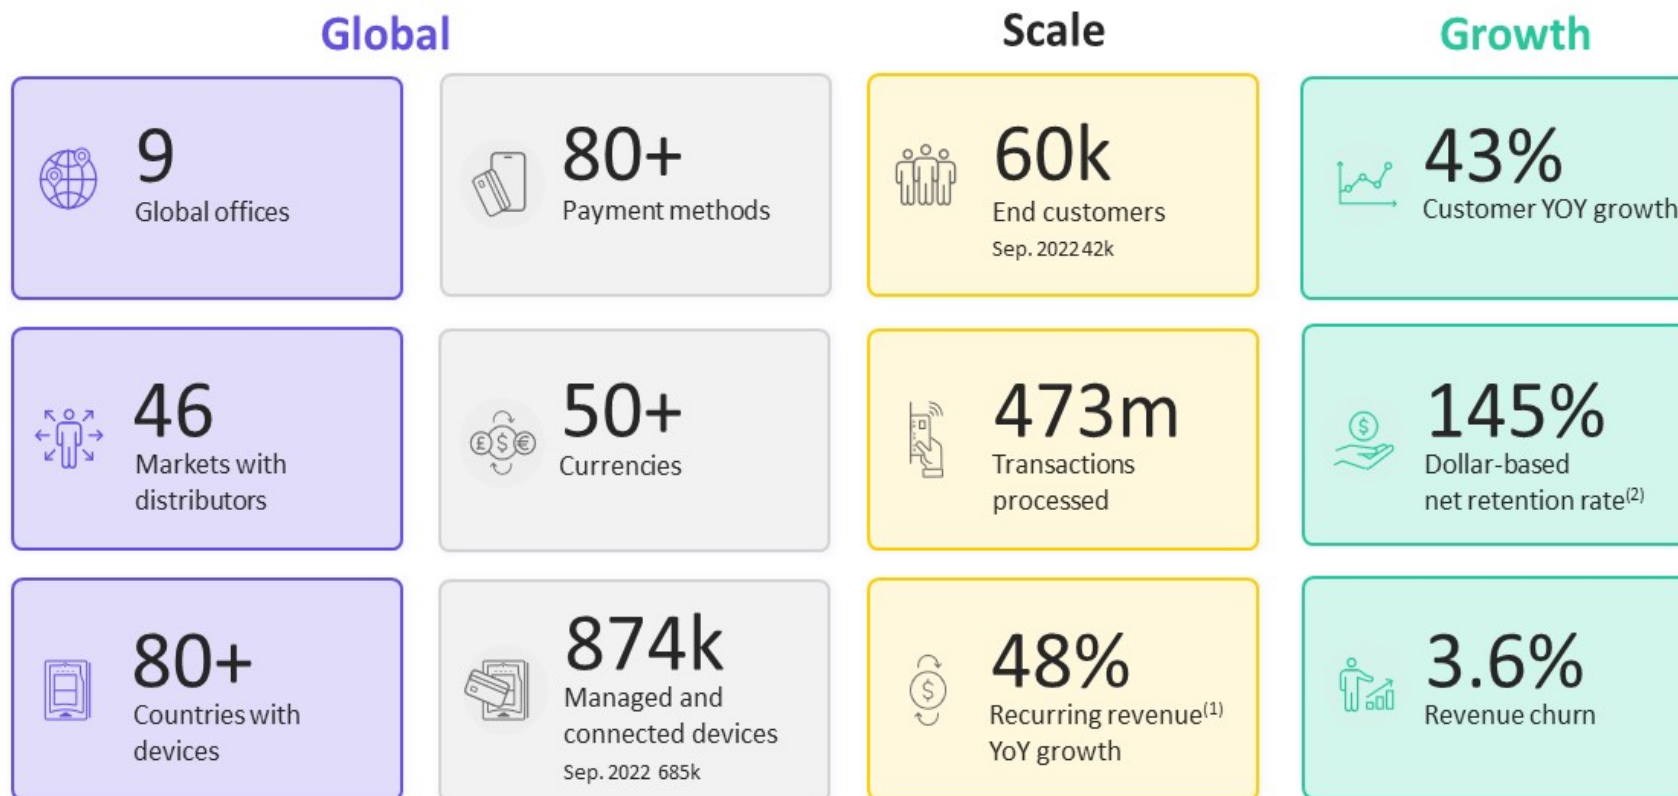 Global
Scale
Growth
9
Global offices
80+
Payment methods
60k
End customers
Sep. 2022 42k
43%
Customer YOY growth
46
Markets with
distributors
50+
Currencies
473m
Transactions
processed
145%
Dollar-based
net retention rate(2)
80+
Countries with
devices
874k
Managed and
connected devices
Sep. 2022 685k
48%
Recurring revenue(1)
YoY growth
3.6%
Revenue churn